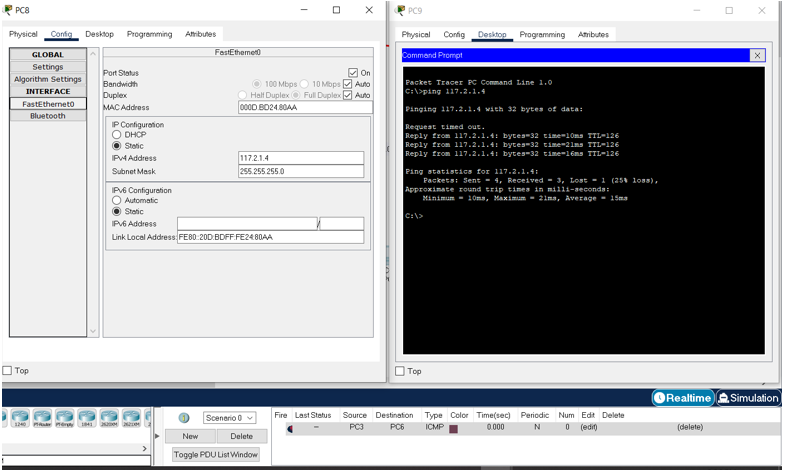 PC8
Physical Config Desktop Programming Attributes
GLOBAL
Settings
Algorithm Settings
INTERFACE
FastEthernet0
Bluetooth
FastEthernet0
Port Status On
Bandwidth 100 Mbps 10 Mbps Auto
Duplex Half Duplex Full Duplex Auto
MAC Address 000D.BD24.80AA
IP Configuration
DHCP
Static
IPv4 Address 117.2.1.4
Subnet Mask 255.255.255.0
IPv6 Configuration
Automatic
Static
IPv6 Address /
Link Local Address: FE80::20D:BDFF:FE24:80AA
Top
PC9
Physical Config Desktop Programming Attributes
Command Prompt X
Packet Tracer PC Command Line 1.0
C:\>ping 117.2.1.4
Pinging 117.2.1.4 with 32 bytes of data:
Request timed out.
Reply from 117.2.1.4: bytes=32 time=10ms TTL=126
Reply from 117.2.1.4: bytes=32 time=21ms TTL=126
Reply from 117.2.1.4: bytes=32 time=16ms TTL=126
Ping statistics for 117.2.1.4:
Packets: Sent = 4, Received = 3, Lost = 1 (25% loss),
Approximate round trip times in milli-seconds:
Minimum = 10ms, Maximum = 21ms, Average = 15ms
C:\>
Top
Realtime Simulation
1240 PT-Router PT-Empty 1841 2620XM 2621XM
Scenario 0
New Delete
Toggle PDU List Window
Fire Last Status Source Destination Type Color Time(sec) Periodic Num Edit Delete
-- PC3 PC6 ICMP 0.000 N 0 (edit) (delete)